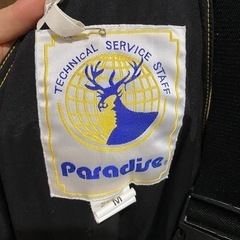 TECHNICAL SERVICE STAFF
Paradise
M